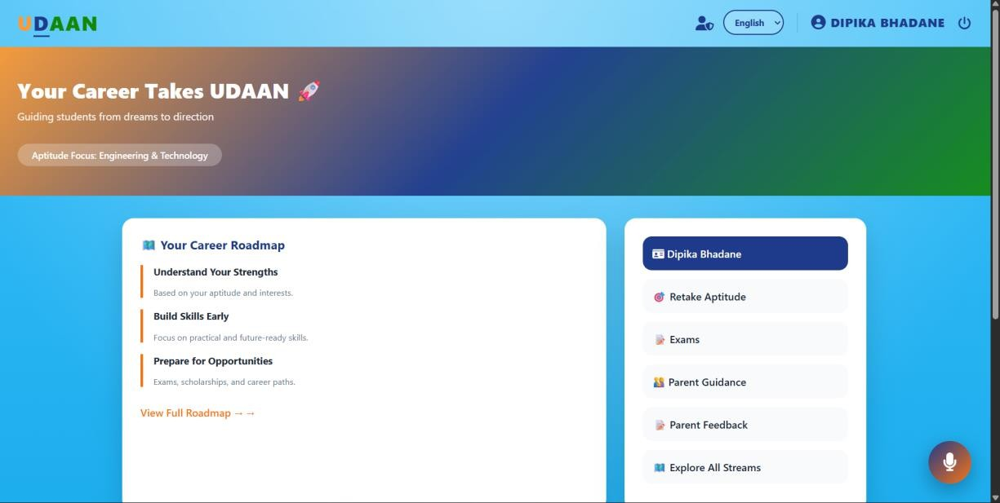 UDAAN
English
DIPIKA BHADANE
Your Career Takes UDAAN 🚀
Guiding students from dreams to direction
Aptitude Focus: Engineering & Technology
Your Career Roadmap
Understand Your Strengths
Based on your aptitude and interests.
Build Skills Early
Focus on practical and future-ready skills.
Prepare for Opportunities
Exams, scholarships, and career paths.
View Full Roadmap → →
Dipika Bhadane
Retake Aptitude
Exams
Parent Guidance
Parent Feedback
Explore All Streams